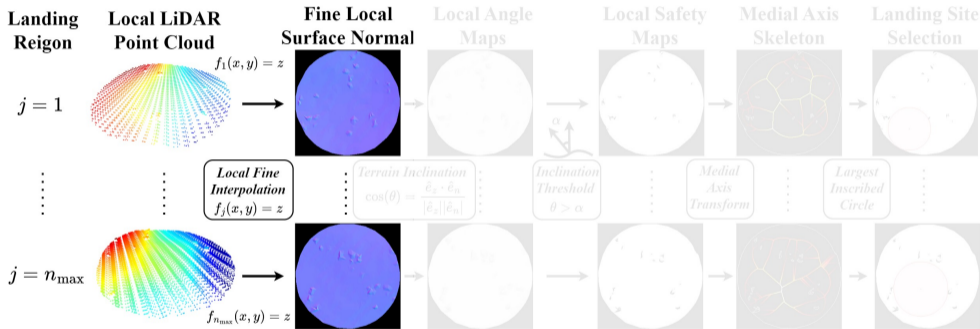 Landing
Reigon
Local LiDAR
Point Cloud
Fine Local
Surface Normal
Local Angle
Maps
Local Safety
Maps
Medial Axis
Skeleton
Landing Site
Selection
f₁(x, y) = z
j = 1
α
Local Fine
Interpolation
fⱼ(x, y) = z
Terrain Inclination
cos(θ) = ê_z · ê_n̂ / |ê_z||ê_n̂|
Inclination
Threshold
θ > α
Medial
Axis
Transform
Largest
Inscribed
Circle
j = n_max
f_{n_max}(x, y) = z